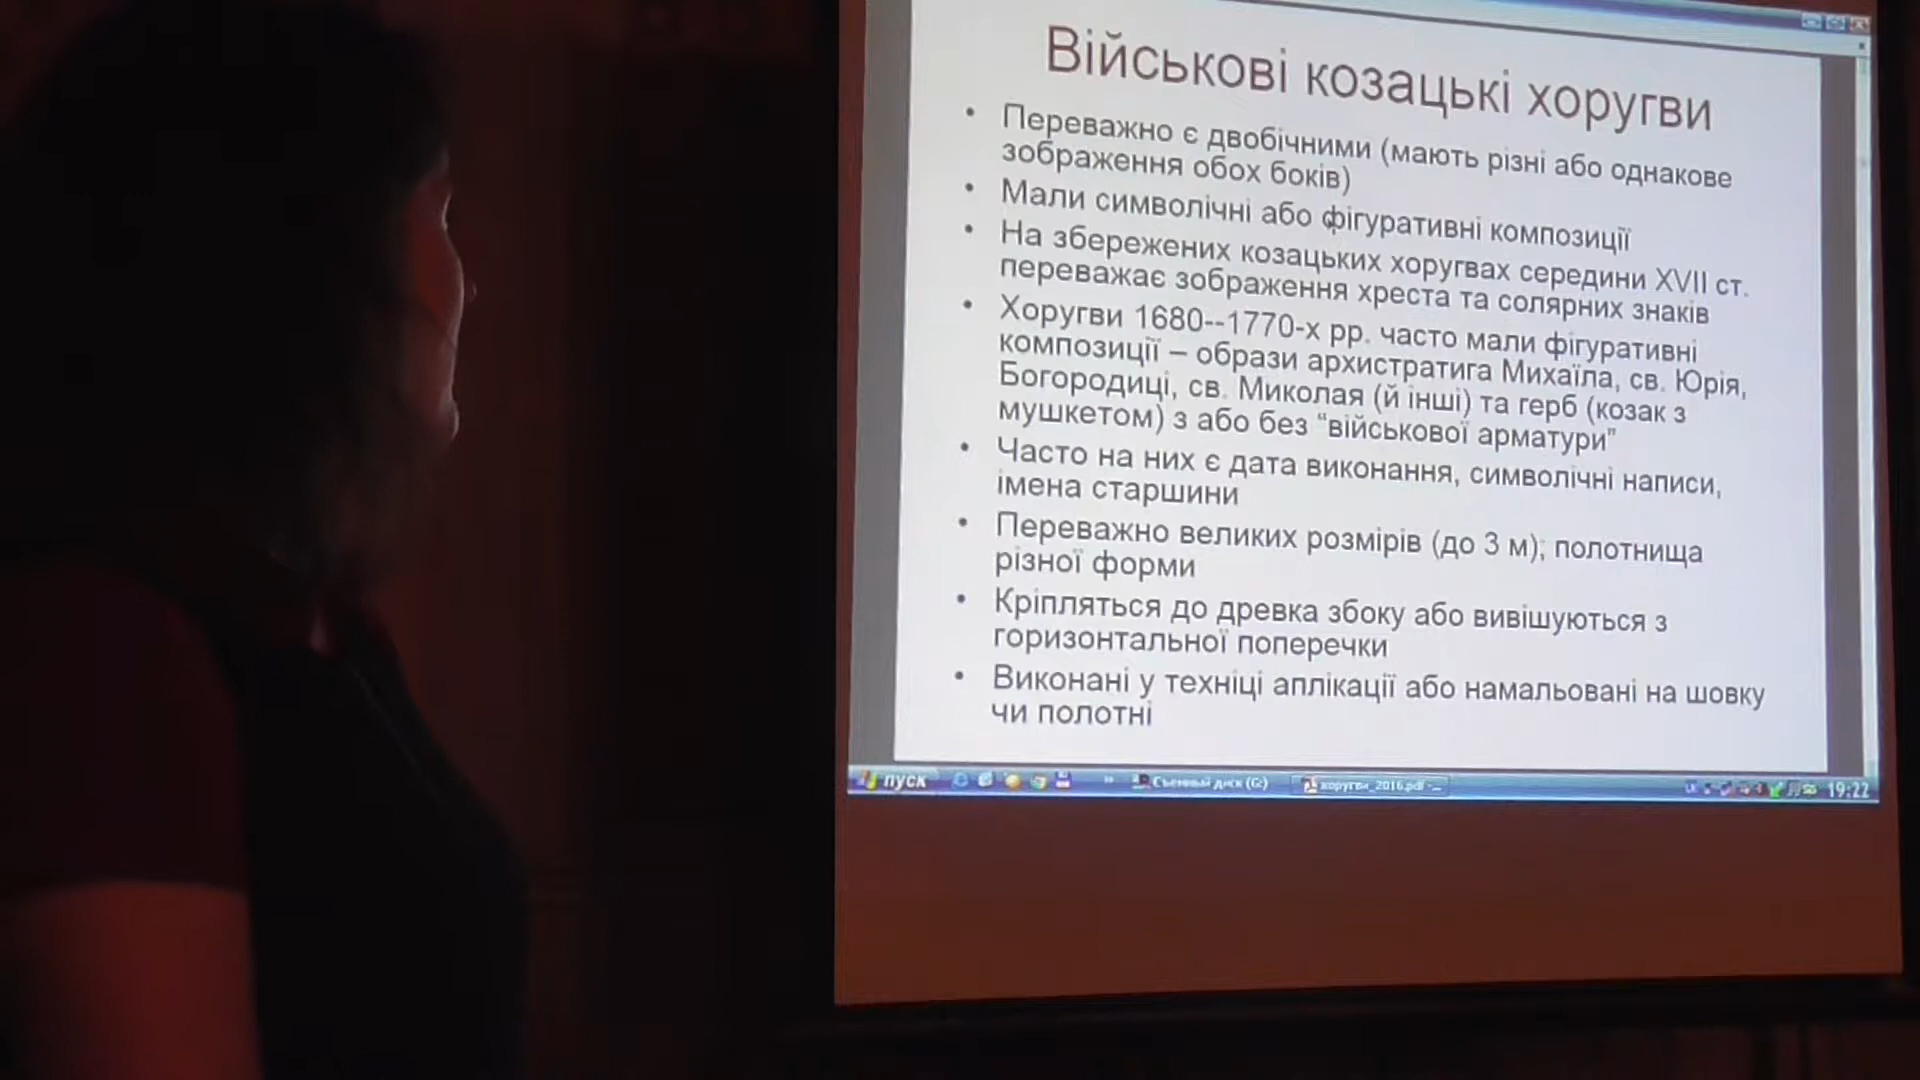 Військові козацькі хоругви
• Переважно є двобічними (мають різні або однакове
зображення обох боків)
• Мали символічні або фігуративні композиції
• На збережених козацьких хоругвах середини XVII ст.
переважає зображення хреста та солярних знаків
• Хоругви 1680--1770-х рр. часто мали фігуративні
композиції – образи архистратига Михаїла, св. Юрія,
Богородиці, св. Миколая (й інші) та герб (козак з
мушкетом) з або без “військової арматури”
• Часто на них є дата виконання, символічні написи,
імена старшини
• Переважно великих розмірів (до 3 м); полотнища
різної форми
• Кріпляться до древка збоку або вивішуються з
горизонтальної поперечки
• Виконані у техніці аплікації або намальовані на шовку
чи полотні
пуск
Съемный диск (G:)
хоругви_2016.pdf -...
19:22